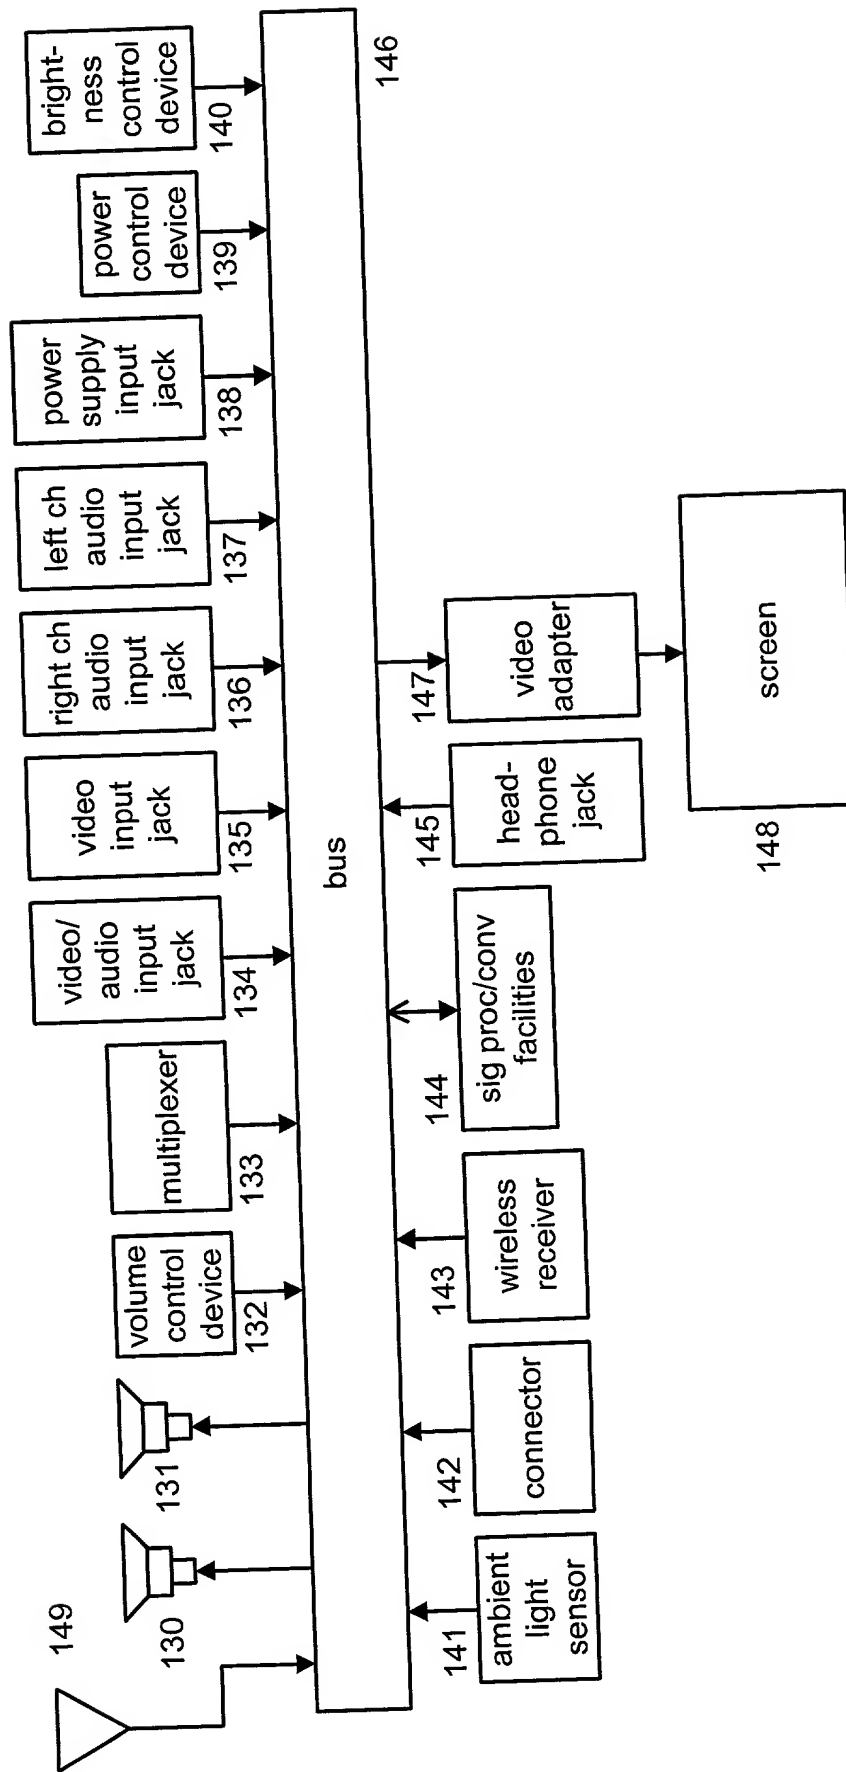 149
130
131
volume
control
device
132
multiplexer
133
video/
audio
input
jack
134
video
input
jack
135
right ch
audio
input
jack
136
left ch
audio
input
jack
137
power
supply
input
jack
138
power
control
device
139
bright-
ness
control
device
140
bus
146
141
ambient
light
sensor
142
connector
143
wireless
receiver
144
sig proc/conv
facilities
145
head-
phone
jack
147
video
adapter
148
screen